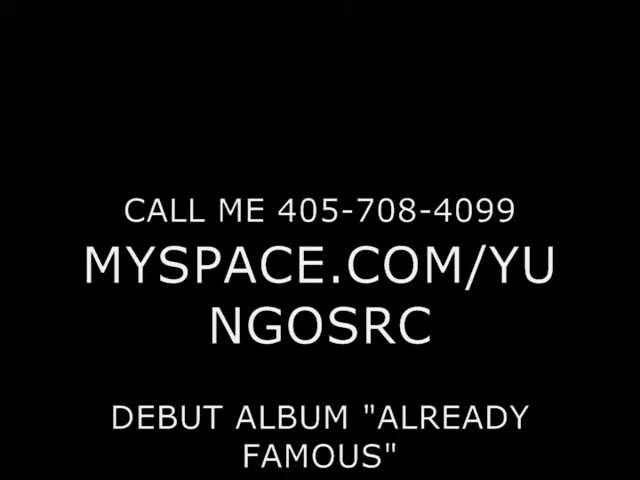 CALL ME 405-708-4099
MYSPACE.COM/YU
NGOSRC
DEBUT ALBUM "ALREADY
FAMOUS"